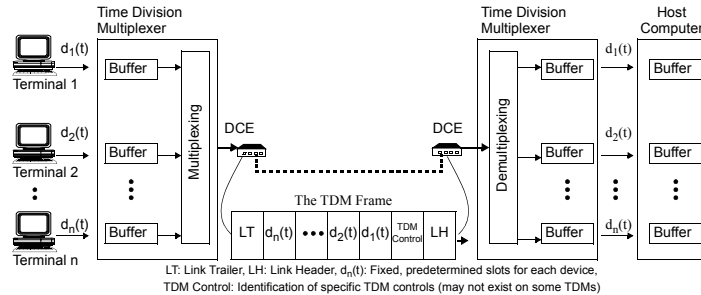 Time Division
Multiplexer
d1(t)
Terminal 1
Buffer
d2(t)
Terminal 2
Buffer
dn(t)
Terminal n
Buffer
Multiplexing
DCE
DCE
The TDM Frame
LT
dn(t)
d2(t)
d1(t)
TDM
Control
LH
Time Division
Multiplexer
Demultiplexing
Buffer
Buffer
Buffer
d1(t)
d2(t)
dn(t)
Host
Computer
LT: Link Trailer, LH: Link Header, dn(t): Fixed, predetermined slots for each device,
TDM Control: Identification of specific TDM controls (may not exist on some TDMs)